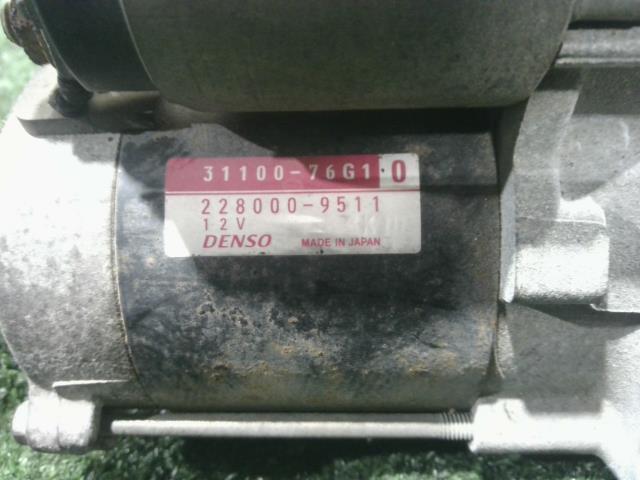 31100-76G1·0
228000-9511
12V
DENSO MADE IN JAPAN